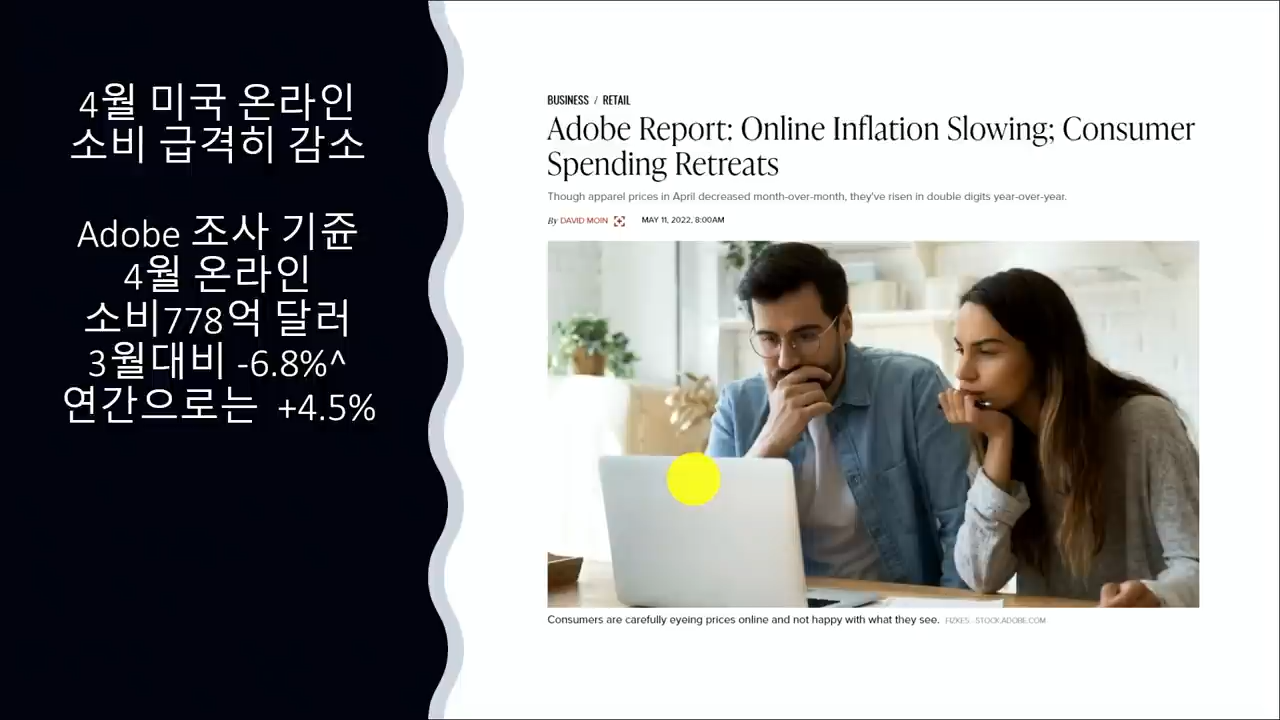 4월 미국 온라인
소비 급격히 감소
Adobe 조사 기쥰
4월 온라인
소비778억 달러
3월대비 -6.8%^
연간으로는 +4.5%
BUSINESS / RETAIL
Adobe Report: Online Inflation Slowing; Consumer
Spending Retreats
Though apparel prices in April decreased month-over-month, they've risen in double digits year-over-year.
By DAVID MOIN MAY 11, 2022, 8:00AM
Consumers are carefully eyeing prices online and not happy with what they see. FIZKES - STOCK.ADOBE.COM